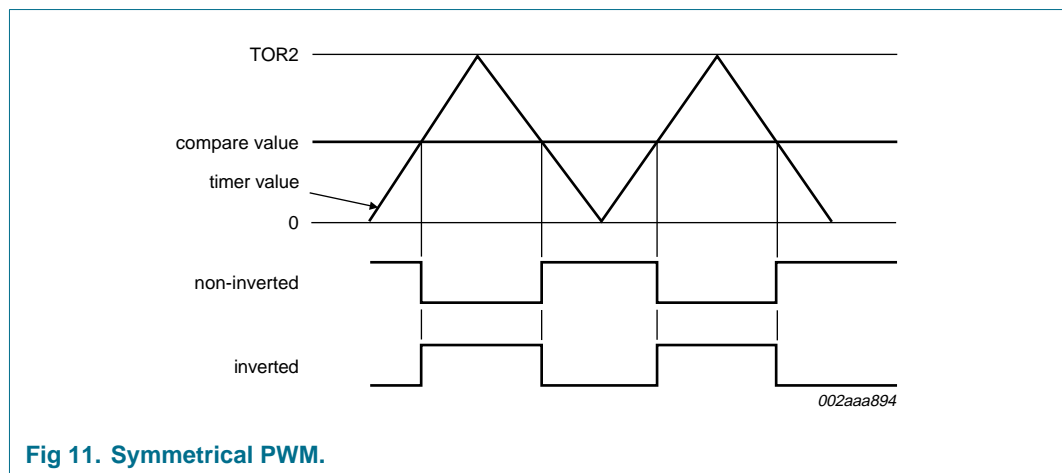 TOR2
compare value
timer value
0
non-inverted
inverted
002aaa894
Fig 11. Symmetrical PWM.